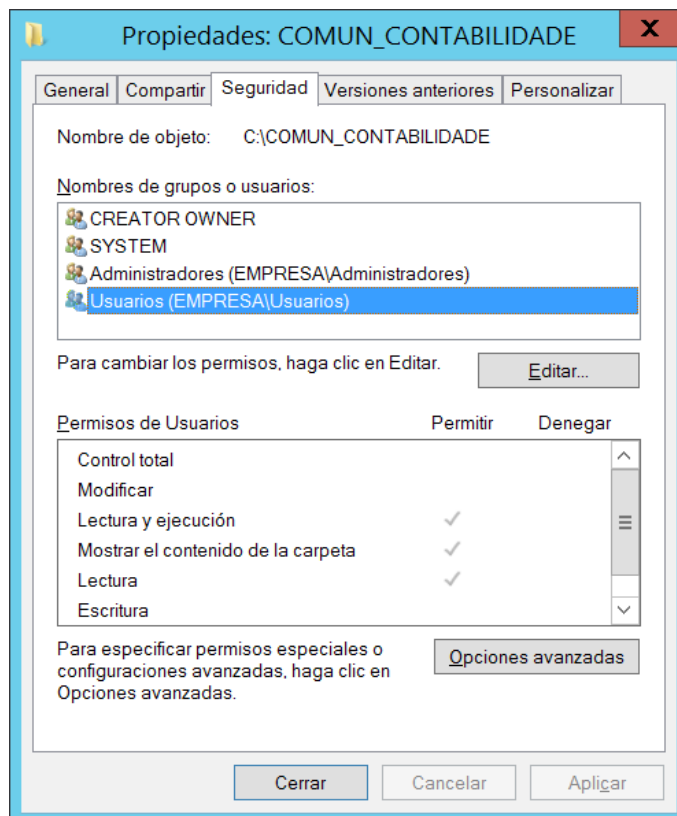 Propiedades: COMUN_CONTABILIDADE
X
General Compartir Seguridad Versiones anteriores Personalizar
Nombre de objeto: C:\COMUN_CONTABILIDADE
Nombres de grupos o usuarios:
CREATOR OWNER
SYSTEM
Administradores (EMPRESA\Administradores)
Usuarios (EMPRESA\Usuarios)
Para cambiar los permisos, haga clic en Editar.
Editar...
Permisos de Usuarios Permitir Denegar
Control total
Modificar
Lectura y ejecución
Mostrar el contenido de la carpeta
Lectura
Escritura
Para especificar permisos especiales o
configuraciones avanzadas, haga clic en
Opciones avanzadas.
Opciones avanzadas
Cerrar Cancelar Aplicar